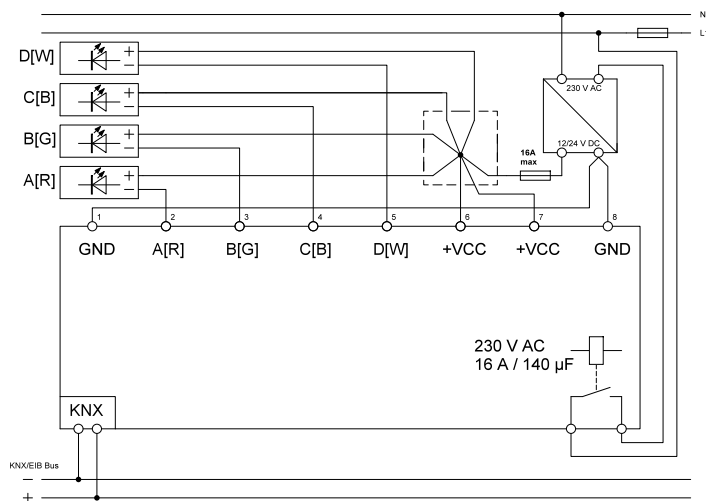 N
L1
D[W] + −
C[B] + −
B[G] + −
A[R] + −
230 V AC
12/24 V DC
16A
max
1 2 3 4 5 6 7 8
GND A[R] B[G] C[B] D[W] +VCC +VCC GND
230 V AC
16 A / 140 µF
KNX
KNX/EIB Bus
−
+